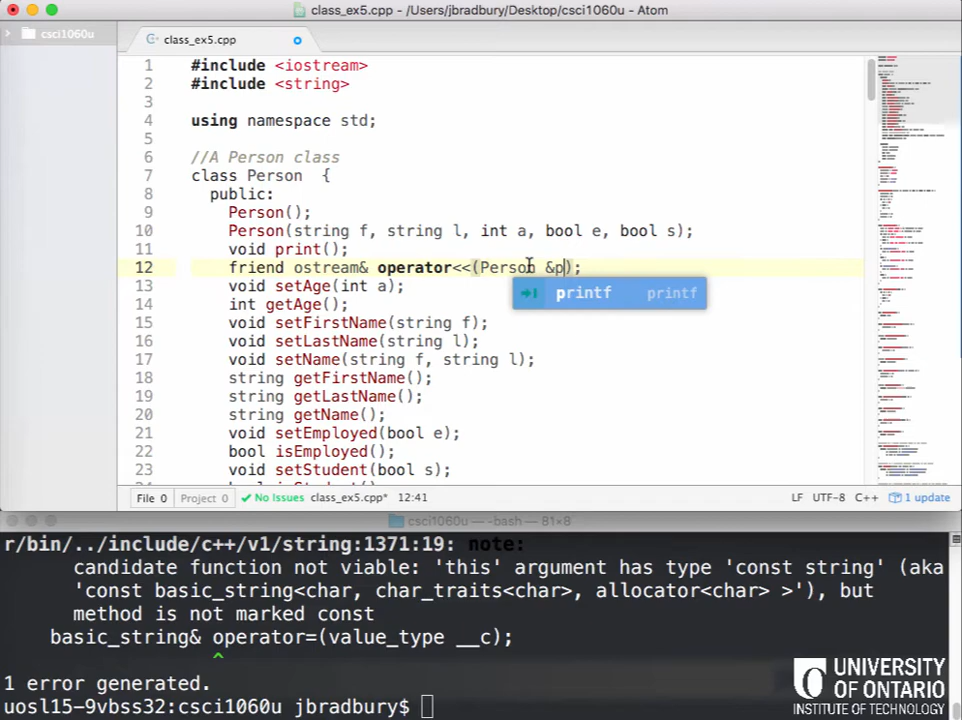 class_ex5.cpp - /Users/jbradbury/Desktop/csci1060u - Atom
csci1060u
class_ex5.cpp
1 #include <iostream>
2 #include <string>
3
4 using namespace std;
5
6 //A Person class
7 class Person {
8 public:
9 Person();
10 Person(string f, string l, int a, bool e, bool s);
11 void print();
12 friend ostream& operator<<(Person &p);
printf printf
13 void setAge(int a);
14 int getAge();
15 void setFirstName(string f);
16 void setLastName(string l);
17 void setName(string f, string l);
18 string getFirstName();
19 string getLastName();
20 string getName();
21 void setEmployed(bool e);
22 bool isEmployed();
23 void setStudent(bool s);
File 0 Project 0 No Issues class_ex5.cpp* 12:41 LF UTF-8 C++ 1 update
csci1060u — -bash — 81×8
r/bin/../include/c++/v1/string:1371:19: note:
candidate function not viable: 'this' argument has type 'const string' (aka
'const basic_string<char, char_traits<char>, allocator<char> >'), but
method is not marked const
basic_string& operator=(value_type __c);
^
1 error generated.
uosl15-9vbss32:csci1060u jbradbury$
UNIVERSITY
OF ONTARIO
INSTITUTE OF TECHNOLOGY